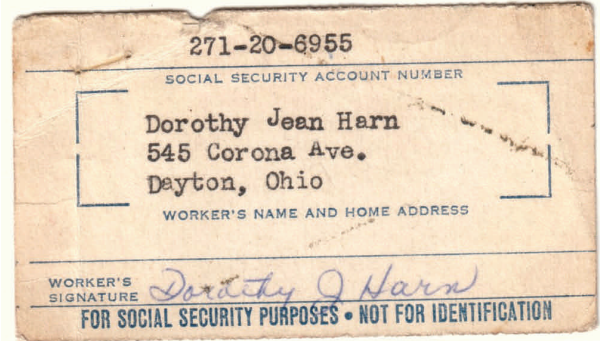 271-20-6955
SOCIAL SECURITY ACCOUNT NUMBER
Dorothy Jean Harn
545 Corona Ave.
Dayton, Ohio
WORKER'S NAME AND HOME ADDRESS
WORKER'S
SIGNATURE Dorothy J Harn
FOR SOCIAL SECURITY PURPOSES • NOT FOR IDENTIFICATION